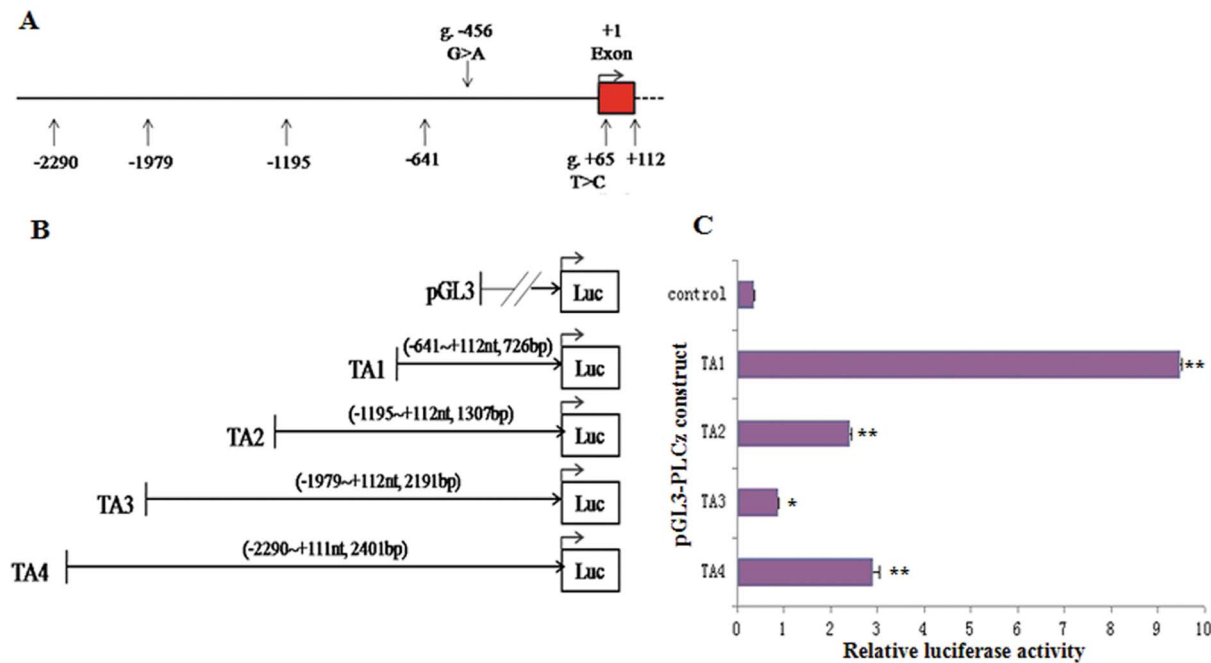 A
g. -456
G>A
+1
Exon
-2290
-1979
-1195
-641
g. +65
T>C
+112
B
pGL3
Luc
(-641~+112nt, 726bp)
TA1
Luc
(-1195~+112nt, 1307bp)
TA2
Luc
(-1979~+112nt, 2191bp)
TA3
Luc
(-2290~+111nt, 2401bp)
TA4
Luc
C
pGL3-PLCz construct
control
TA1
**
TA2
**
TA3
*
TA4
**
0 1 2 3 4 5 6 7 8 9 10
Relative luciferase activity